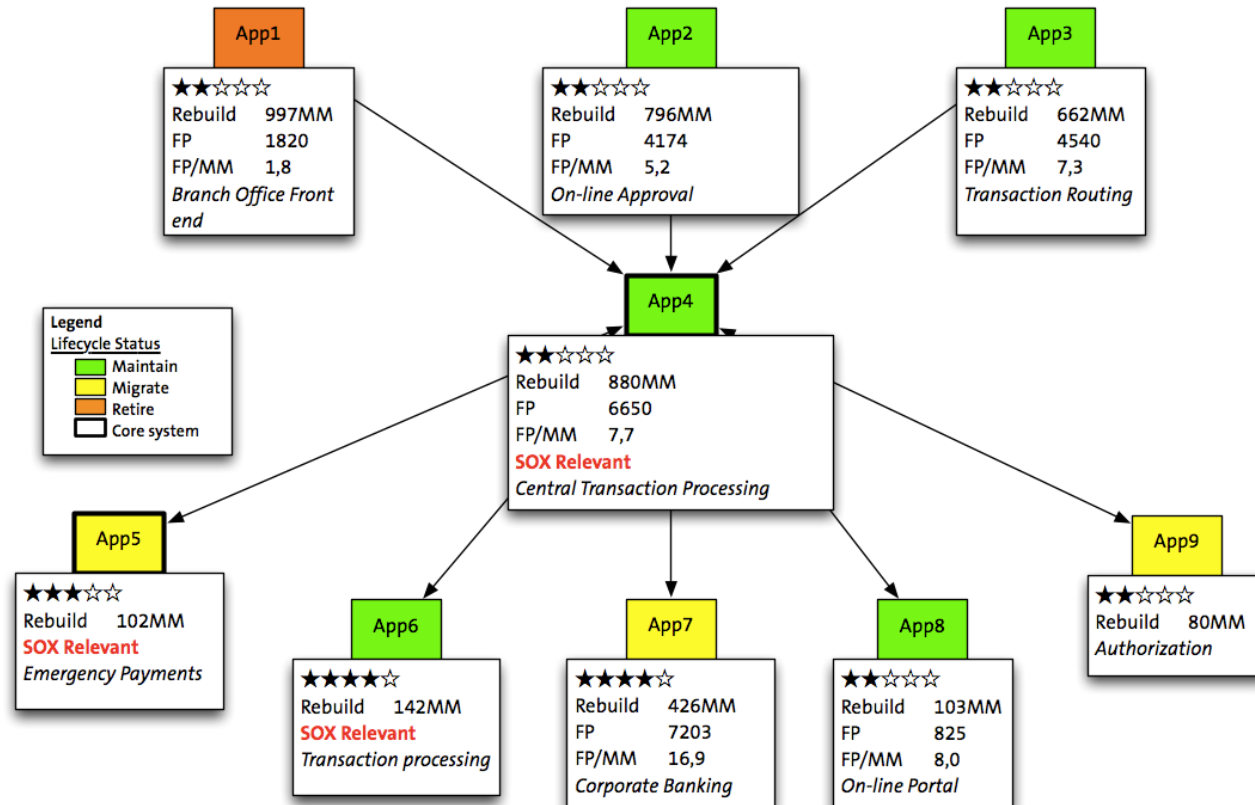 App1
★★☆☆☆
Rebuild 997MM
FP 1820
FP/MM 1,8
Branch Office Front
end
App2
★★☆☆☆
Rebuild 796MM
FP 4174
FP/MM 5,2
On-line Approval
App3
★★☆☆☆
Rebuild 662MM
FP 4540
FP/MM 7,3
Transaction Routing
Legend
Lifecycle Status
Maintain
Migrate
Retire
Core system
App4
★★☆☆☆
Rebuild 880MM
FP 6650
FP/MM 7,7
SOX Relevant
Central Transaction Processing
App5
★★★☆☆
Rebuild 102MM
SOX Relevant
Emergency Payments
App6
★★★★☆
Rebuild 142MM
SOX Relevant
Transaction processing
App7
★★★★☆
Rebuild 426MM
FP 7203
FP/MM 16,9
Corporate Banking
App8
★★☆☆☆
Rebuild 103MM
FP 825
FP/MM 8,0
On-line Portal
App9
★★☆☆☆
Rebuild 80MM
Authorization